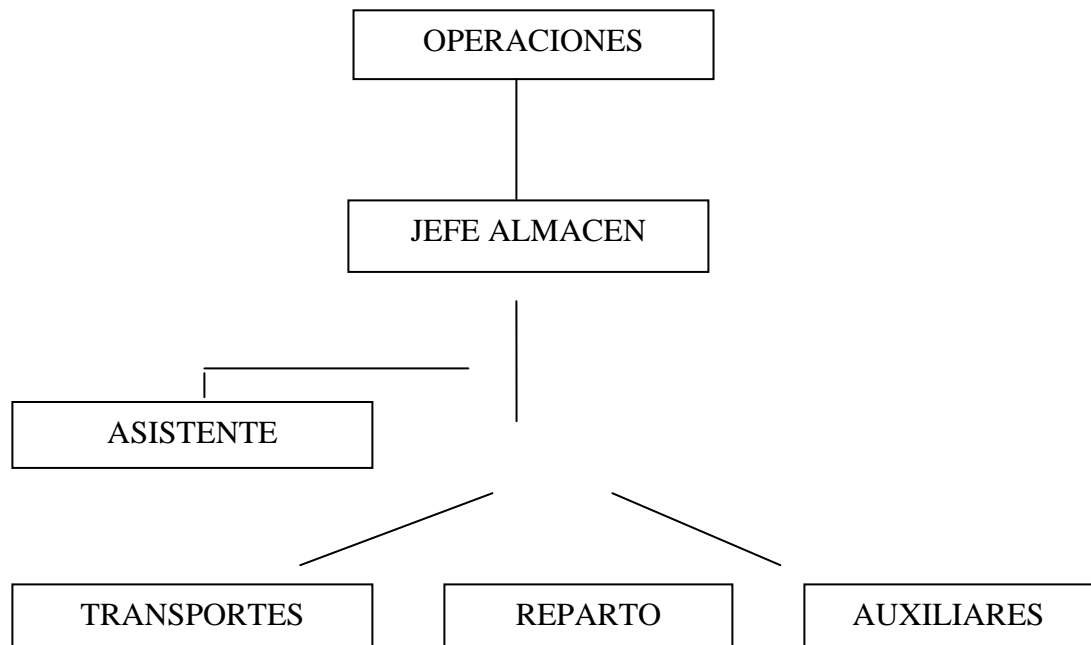 OPERACIONES
JEFE ALMACEN
ASISTENTE
TRANSPORTES
REPARTO
AUXILIARES